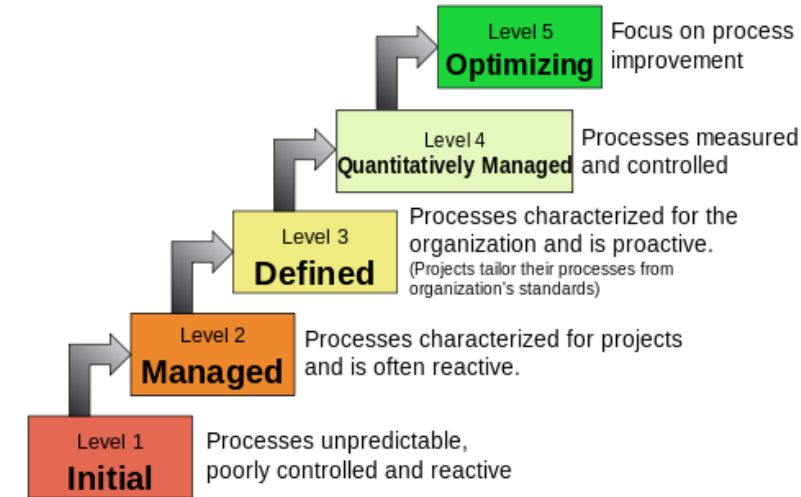 Level 5
Optimizing
Focus on process
improvement
Level 4
Quantitatively Managed
Processes measured
and controlled
Level 3
Defined
Processes characterized for the
organization and is proactive.
(Projects tailor their processes from
organization's standards)
Level 2
Managed
Processes characterized for projects
and is often reactive.
Level 1
Initial
Processes unpredictable,
poorly controlled and reactive